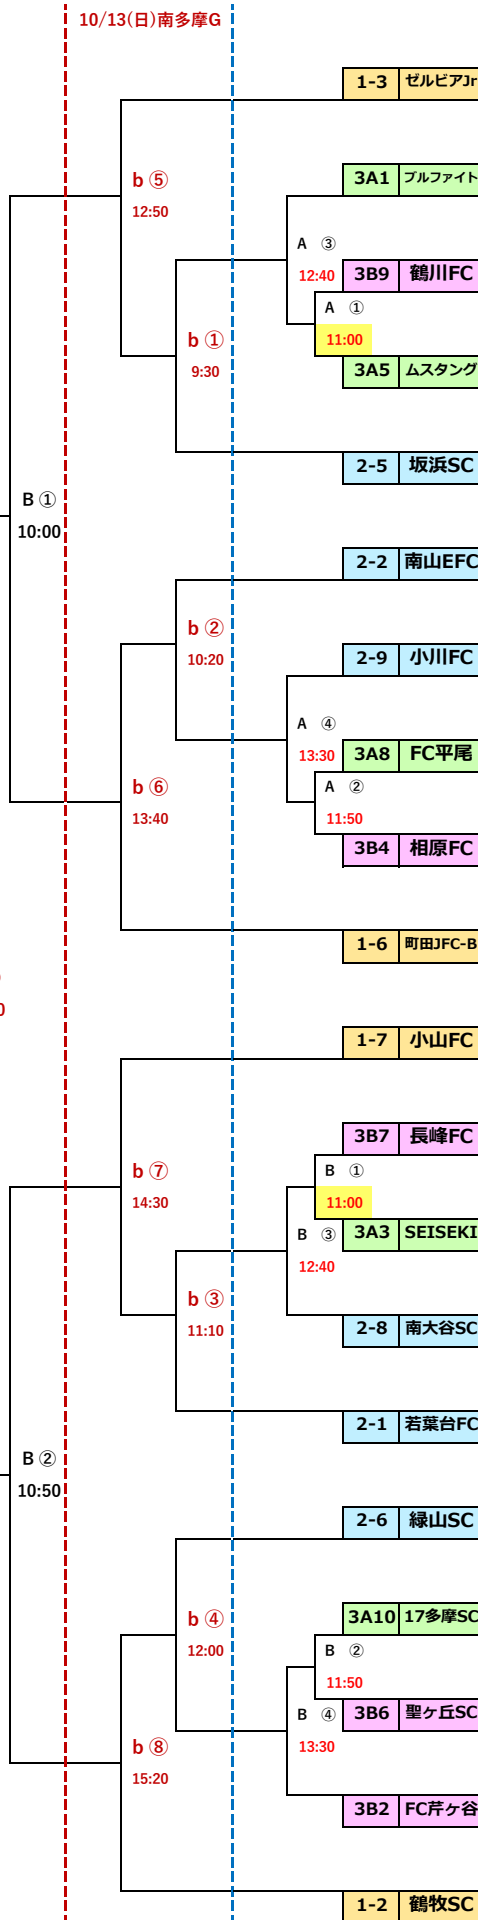 10/13(日)南多摩G
1-3 ゼルビアJr
b ⑤
3A1 ブルファイト
12:50
A ③
12:40
3B9 鶴川FC
A ①
b ①
11:00
9:30
3A5 ムスタング
2-5 坂浜SC
B ①
10:00
2-2 南山EFC
b ②
10:20
2-9 小川FC
A ④
13:30
3A8 FC平尾
b ⑥
A ②
13:40
11:50
3B4 相原FC
1-6 町田JFC-B
1-7 小山FC
3B7 長峰FC
b ⑦
B ①
14:30
11:00
B ③
3A3 SEISEKI
12:40
b ③
11:10
2-8 南大谷SC
2-1 若葉台FC
B ②
10:50
2-6 緑山SC
b ④
3A10 17多摩SC
12:00
B ②
11:50
B ④
3B6 聖ヶ丘SC
b ⑧
13:30
15:20
3B2 FC芹ヶ谷
1-2 鶴牧SC